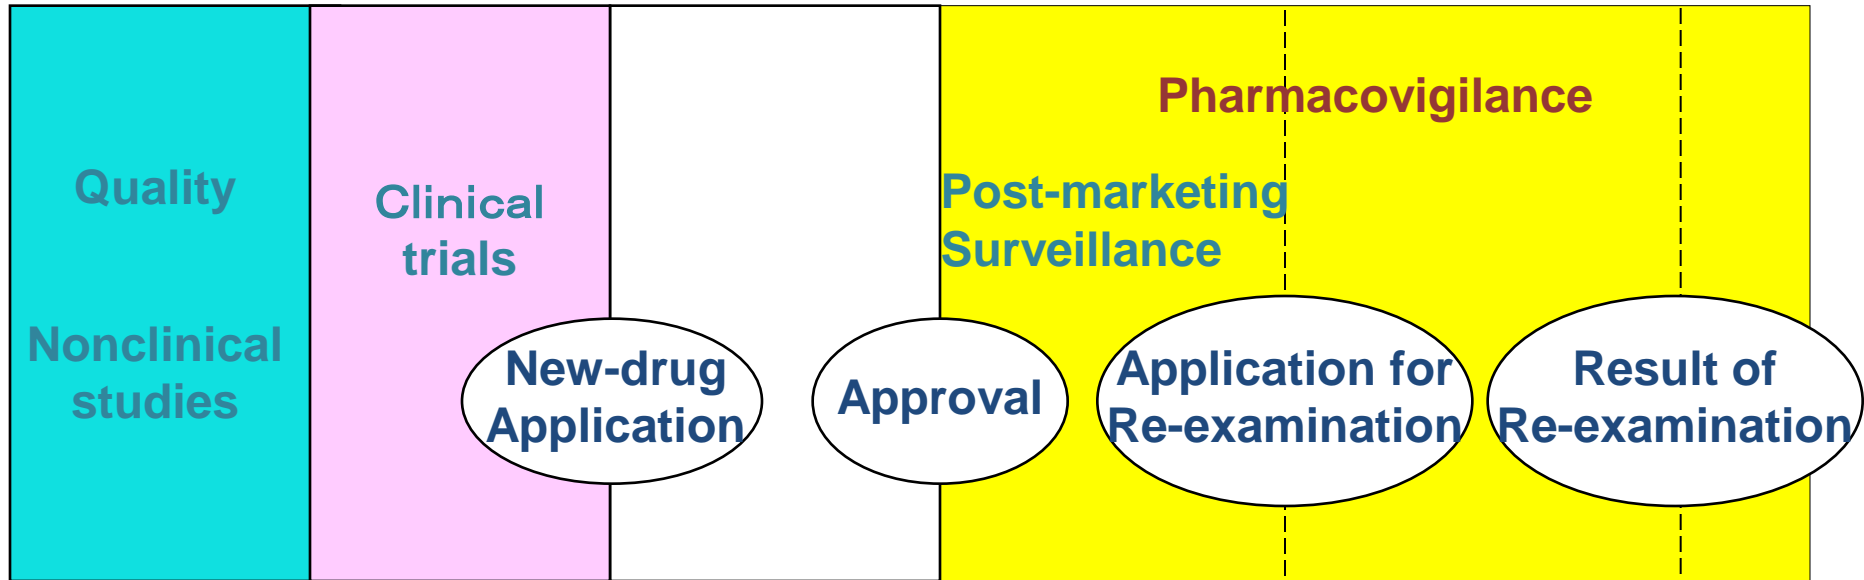 Quality
Nonclinical
studies
Clinical
trials
New-drug
Application
Approval
Pharmacovigilance
Post-marketing
Surveillance
Application for
Re-examination
Result of
Re-examination